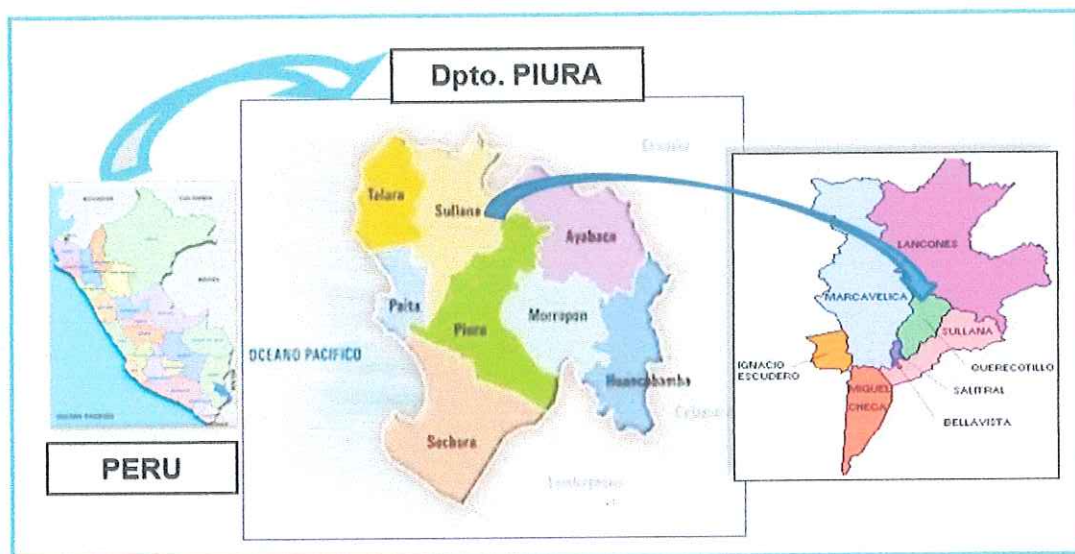 Dpto. PIURA
Talara
Sullana
Ayabaca
Paita
Piura
Morropon
OCEANO PACIFICO
Huancabamba
Sechura
PERU
LANCONES
MARCAVELICA
SULLANA
IGNACIO
ESCUDERO
QUERECOTILLO
SALITRAL
MIGUEL
CHECA
BELLAVISTA